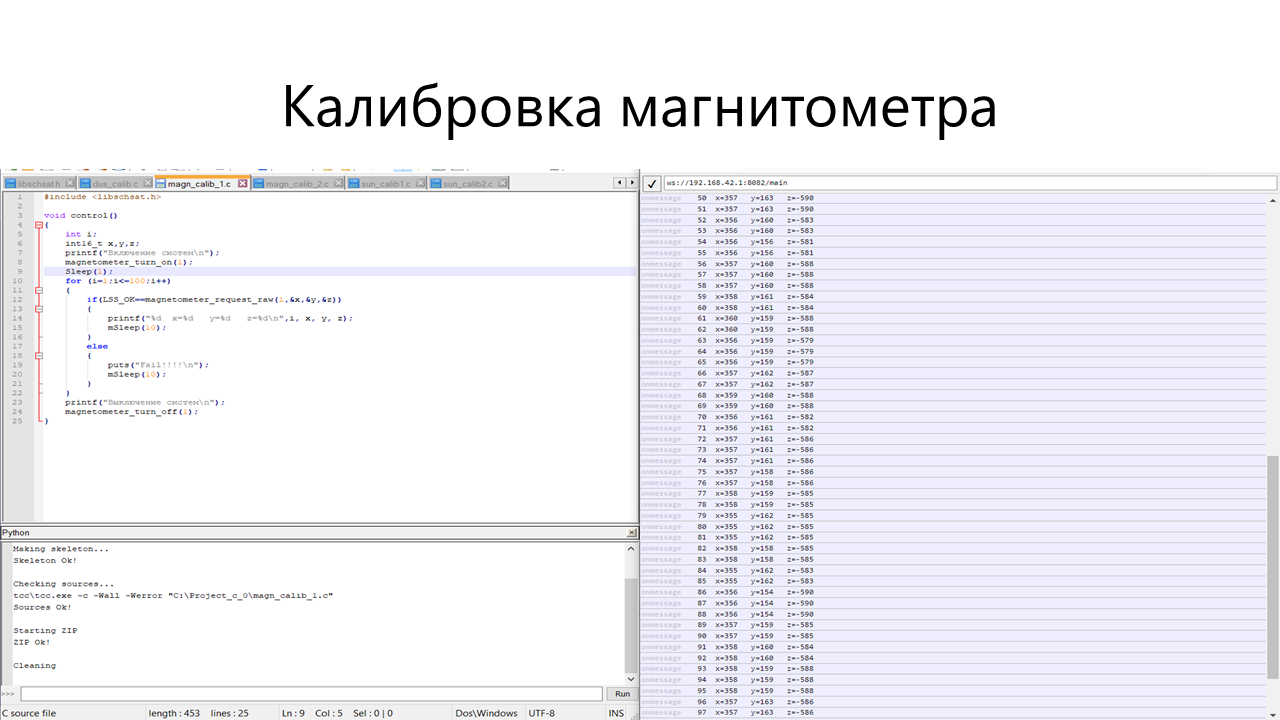 Калибровка магнитометра
libschsat.h dus_calib.c magn_calib_1.c magn_calib_2.c sun_calib1.c sun_calib2.c
ws://192.168.42.1:8082/main
1 #include <libschsat.h>
2
3 void control()
4 {
5 int i;
6 int16_t x,y,z;
7 printf("Включение систем\n");
8 magnetometer_turn_on(1);
9 Sleep(1);
10 for (i=1;i<=100;i++)
11 {
12 if(LSS_OK==magnetometer_request_raw(1,&x,&y,&z))
13 {
14 printf("%d x=%d y=%d z=%d\n",i, x, y, z);
15 mSleep(10);
16 }
17 else
18 {
19 puts("Fail!!!!\n");
20 mSleep(10);
21 }
22 }
23 printf("Выключение систем\n");
24 magnetometer_turn_off(1);
25 }
Python
Making skeleton...
Skeleton Ok!
Checking sources...
tcc\tcc.exe -c -Wall -Werror "C:\Project_c_0\magn_calib_1.c"
Sources Ok!
Starting ZIP
ZIP Ok!
Cleaning
>>> Run
C source file length : 453 lines : 25 Ln : 9 Col : 5 Sel : 0 | 0 Dos\Windows UTF-8 INS
onmessage 50 x=357 y=163 z=-590
onmessage 51 x=357 y=163 z=-590
onmessage 52 x=356 y=160 z=-583
onmessage 53 x=356 y=160 z=-583
onmessage 54 x=356 y=156 z=-581
onmessage 55 x=356 y=156 z=-581
onmessage 56 x=357 y=160 z=-588
onmessage 57 x=357 y=160 z=-588
onmessage 58 x=357 y=160 z=-588
onmessage 59 x=358 y=161 z=-584
onmessage 60 x=358 y=161 z=-584
onmessage 61 x=360 y=159 z=-588
onmessage 62 x=360 y=159 z=-588
onmessage 63 x=356 y=159 z=-579
onmessage 64 x=356 y=159 z=-579
onmessage 65 x=356 y=159 z=-579
onmessage 66 x=357 y=162 z=-587
onmessage 67 x=357 y=162 z=-587
onmessage 68 x=359 y=160 z=-588
onmessage 69 x=359 y=160 z=-588
onmessage 70 x=356 y=161 z=-582
onmessage 71 x=356 y=161 z=-582
onmessage 72 x=357 y=161 z=-586
onmessage 73 x=357 y=161 z=-586
onmessage 74 x=357 y=161 z=-586
onmessage 75 x=357 y=158 z=-586
onmessage 76 x=357 y=158 z=-586
onmessage 77 x=358 y=159 z=-585
onmessage 78 x=358 y=159 z=-585
onmessage 79 x=355 y=162 z=-585
onmessage 80 x=355 y=162 z=-585
onmessage 81 x=355 y=162 z=-585
onmessage 82 x=358 y=158 z=-585
onmessage 83 x=358 y=158 z=-585
onmessage 84 x=355 y=162 z=-583
onmessage 85 x=355 y=162 z=-583
onmessage 86 x=356 y=154 z=-590
onmessage 87 x=356 y=154 z=-590
onmessage 88 x=356 y=154 z=-590
onmessage 89 x=357 y=159 z=-585
onmessage 90 x=357 y=159 z=-585
onmessage 91 x=358 y=160 z=-584
onmessage 92 x=358 y=160 z=-584
onmessage 93 x=358 y=159 z=-588
onmessage 94 x=358 y=159 z=-588
onmessage 95 x=358 y=159 z=-588
onmessage 96 x=357 y=163 z=-586
onmessage 97 x=357 y=163 z=-586